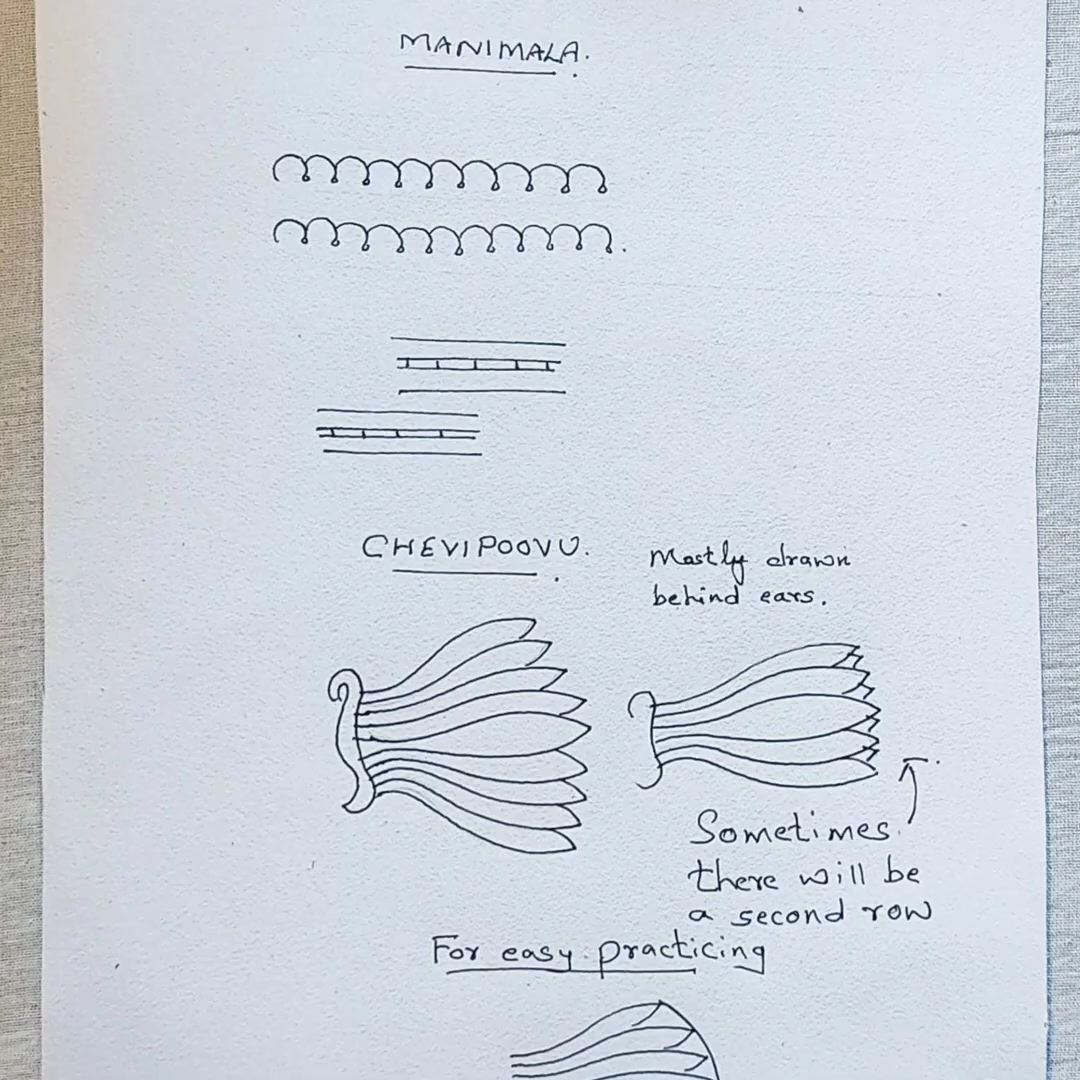 MANIMALA.
CHEVIPOOVU.
Mostly drawn
behind ears.
Sometimes
there will be
a second row
For easy practicing